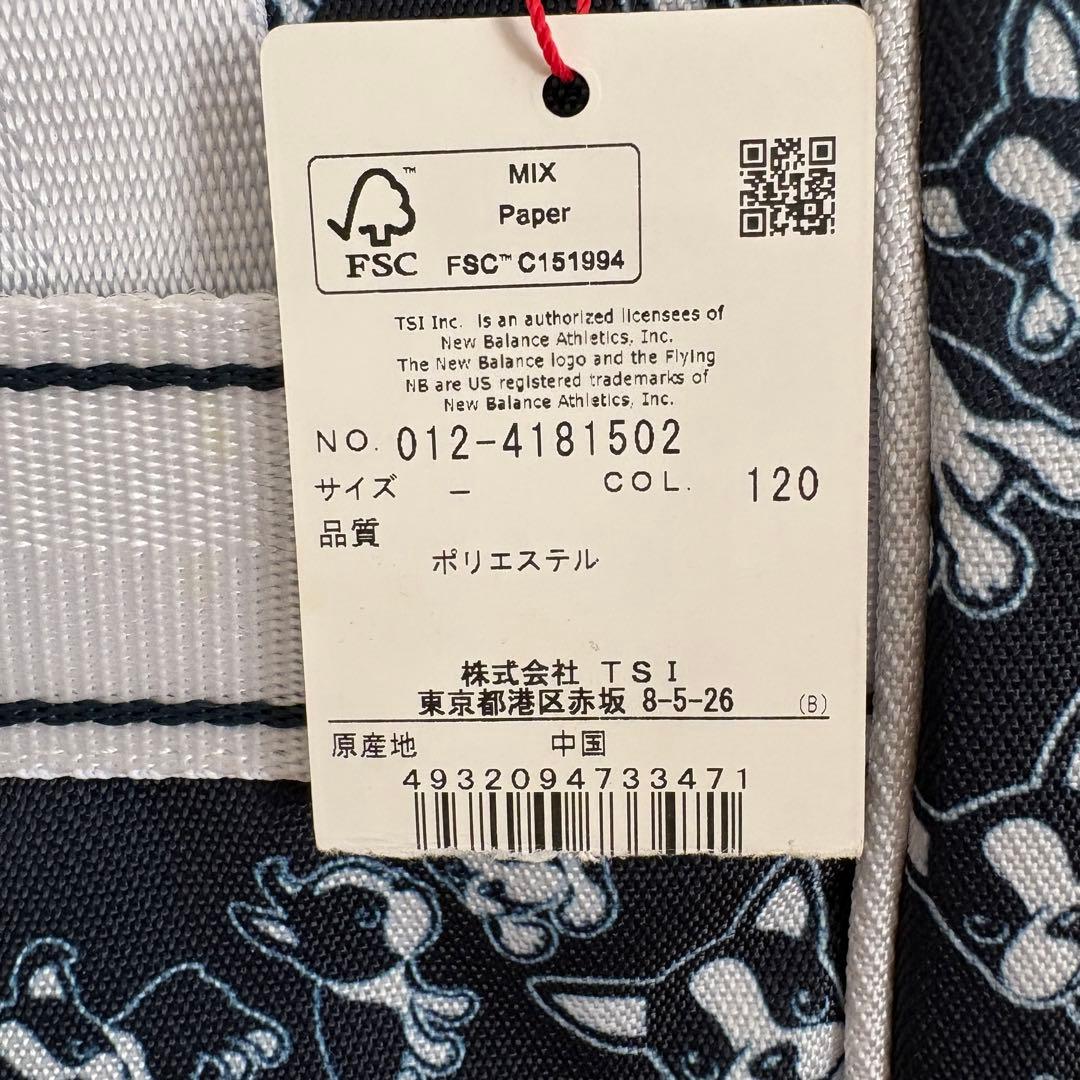 MIX
Paper
FSC™ C151994
FSC
TSI Inc. is an authorized licensees of
New Balance Athletics, Inc.
The New Balance logo and the Flying
NB are US registered trademarks of
New Balance Athletics, Inc.
NO. 012-4181502
サイズ - COL. 120
品質
ポリエステル
株式会社 TSI
東京都港区赤坂 8-5-26 (B)
原産地 中国
4932094733471